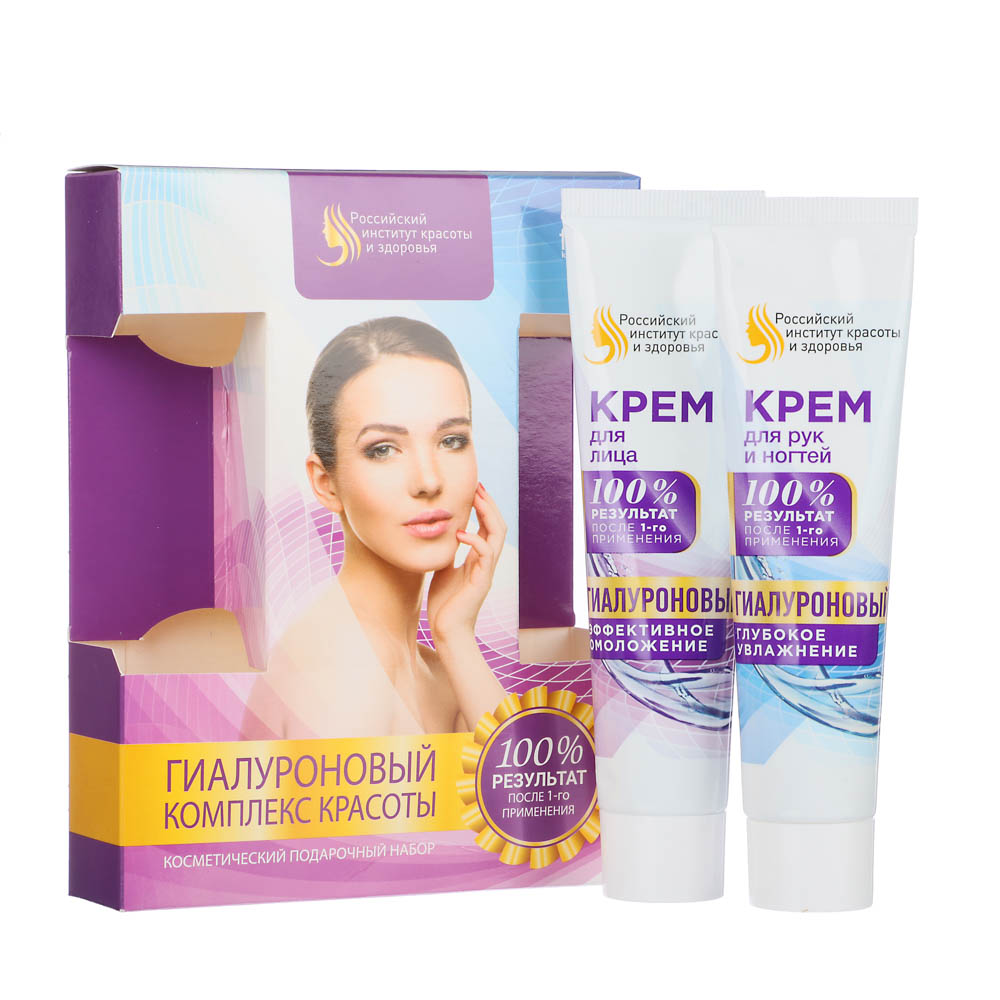 Российский
институт красоты
и здоровья
ГИАЛУРОНОВЫЙ
КОМПЛЕКС КРАСОТЫ
КОСМЕТИЧЕСКИЙ ПОДАРОЧНЫЙ НАБОР
100%
РЕЗУЛЬТАТ
ПОСЛЕ 1-го
ПРИМЕНЕНИЯ
Российский
институт крас
и здоровья
КРЕМ
для
лица
100%
РЕЗУЛЬТАТ
ПОСЛЕ 1-го
ПРИМЕНЕНИЯ
ГИАЛУРОНОВЫ
ЭФФЕКТИВНОЕ
ОМОЛОЖЕНИЕ
Российский
институт красоты
и здоровья
КРЕМ
для рук
и ногтей
100%
РЕЗУЛЬТАТ
ПОСЛЕ 1-го
ПРИМЕНЕНИЯ
ГИАЛУРОНОВЫЙ
ГЛУБОКОЕ
УВЛАЖНЕНИЕ